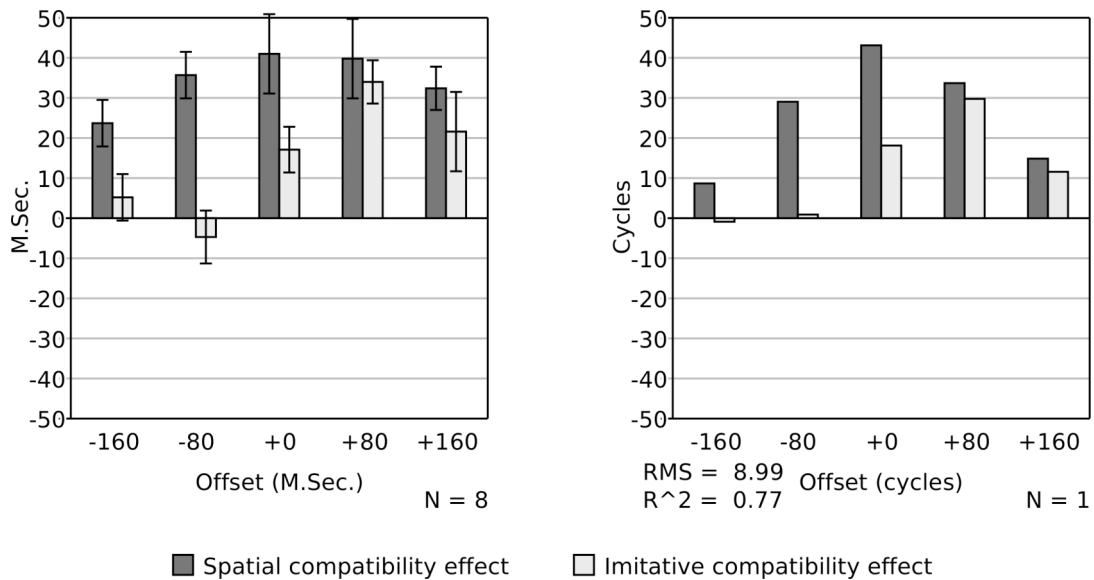 50
40
30
20
10
0
-10
-20
-30
-40
-50
M.Sec.
-160 -80 +0 +80 +160
Offset (M.Sec.)
N = 8
50
40
30
20
10
0
-10
-20
-30
-40
-50
Cycles
-160 -80 +0 +80 +160
RMS = 8.99
R^2 = 0.77
Offset (cycles)
N = 1
Spatial compatibility effect
Imitative compatibility effect